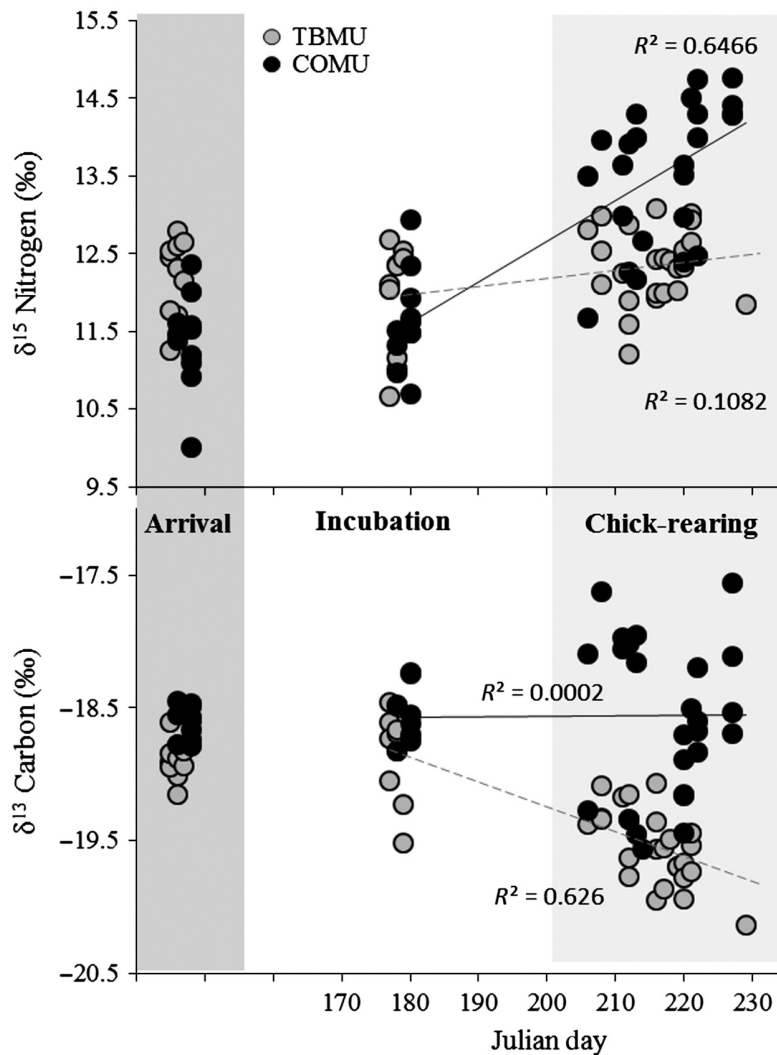 15.5
14.5
13.5
12.5
11.5
10.5
9.5
δ¹⁵ Nitrogen (‰)
TBMU
COMU
R² = 0.6466
R² = 0.1082
Arrival
Incubation
Chick-rearing
−17.5
−18.5
−19.5
−20.5
δ¹³ Carbon (‰)
R² = 0.0002
R² = 0.626
170 180 190 200 210 220 230
Julian day